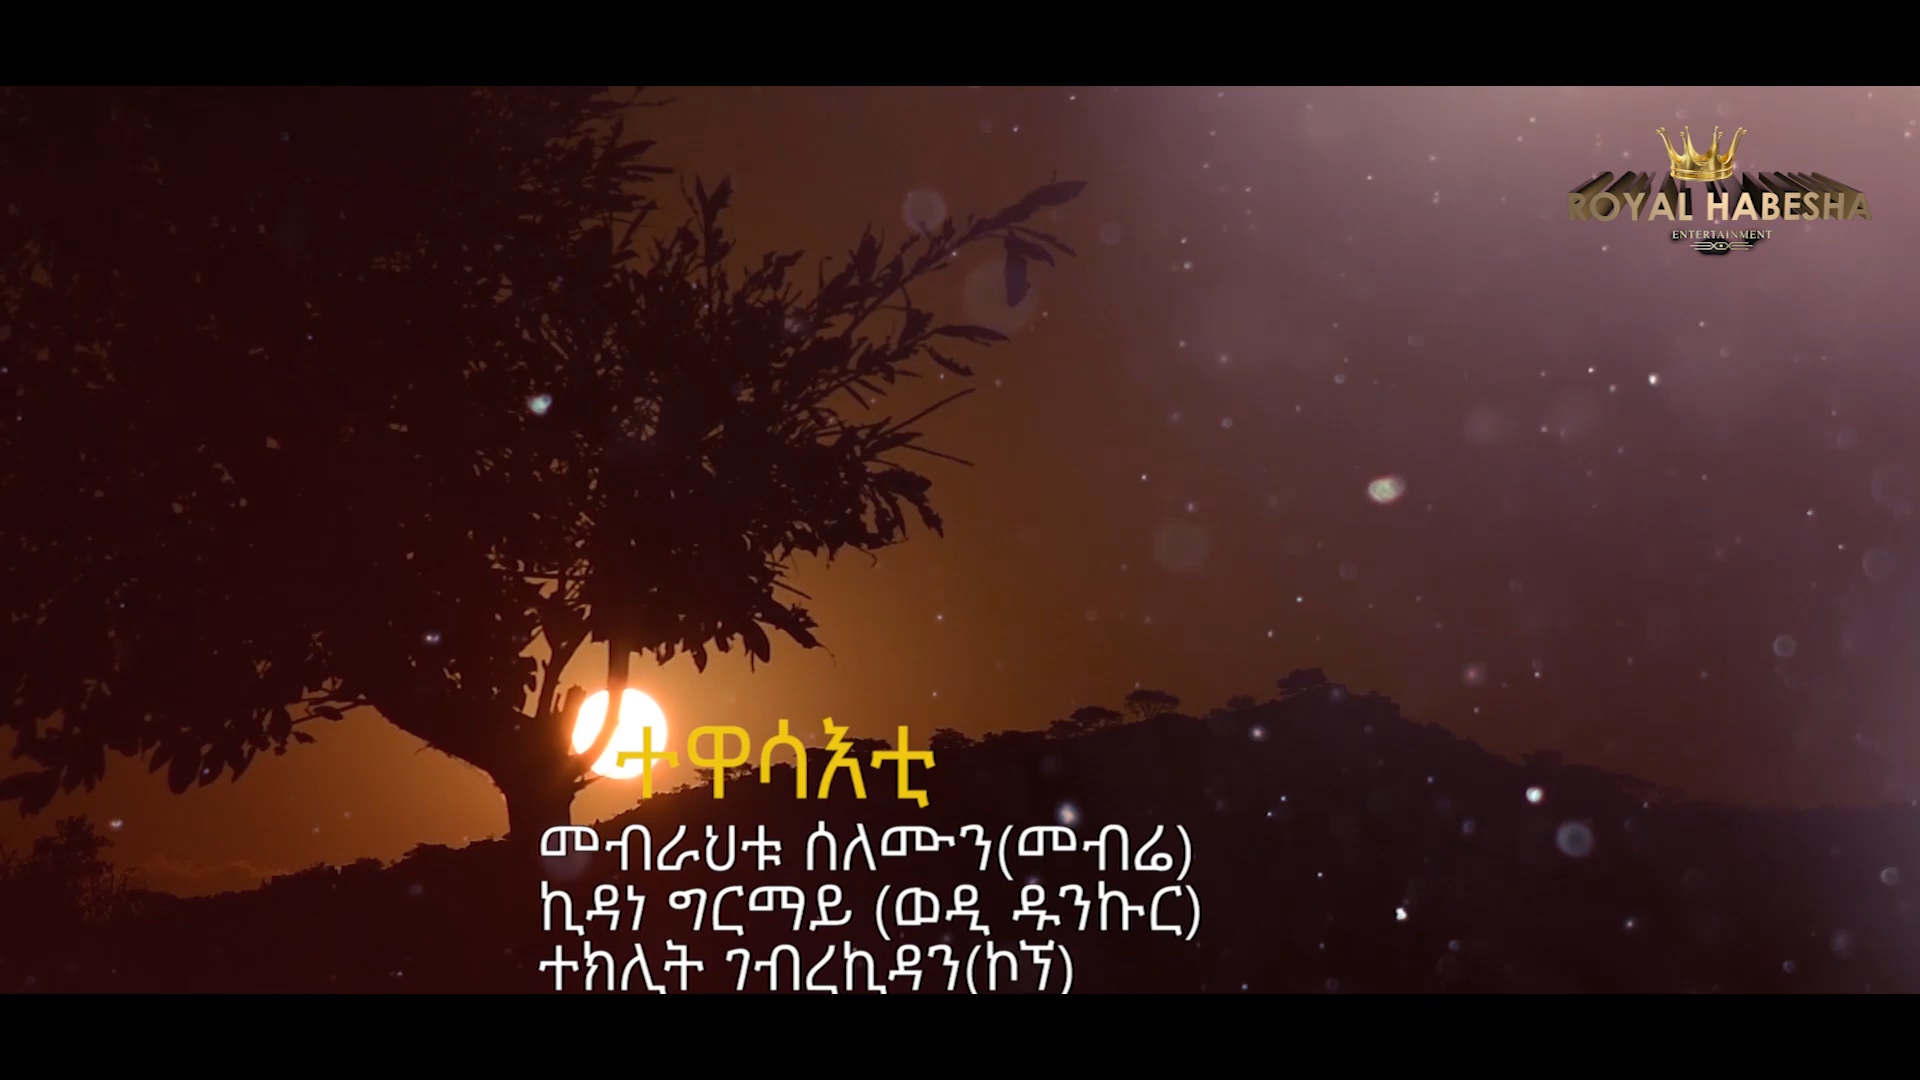 ROYAL HABESHA
ENTERTAINMENT
ተዋሳእቲ
መብራህቱ ሰለሙን(መብሬ)
ኪዳነ ግርማይ (ወዲ ዱንኩር)
ተክሊት ገብረኪዳን(ኮኘ)